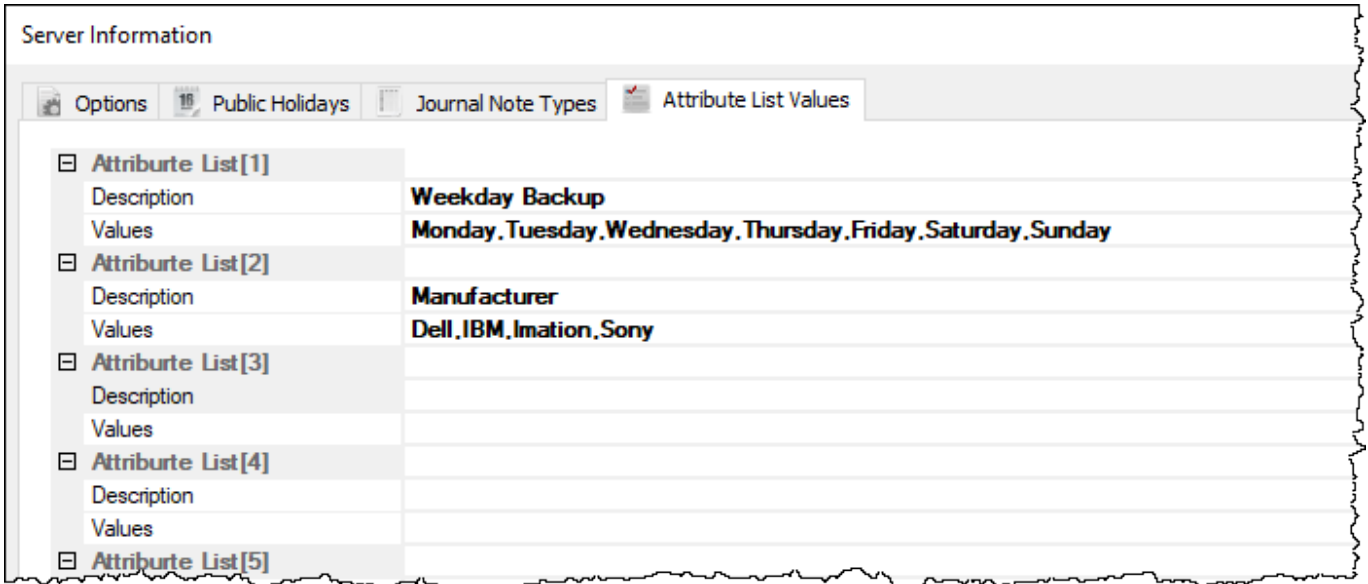 Server Information
Options Public Holidays Journal Note Types Attribute List Values
Attriburte List[1]
Description Weekday Backup
Values Monday,Tuesday,Wednesday,Thursday,Friday,Saturday,Sunday
Attriburte List[2]
Description Manufacturer
Values Dell,IBM,Imation,Sony
Attriburte List[3]
Description
Values
Attriburte List[4]
Description
Values
Attriburte List[5]